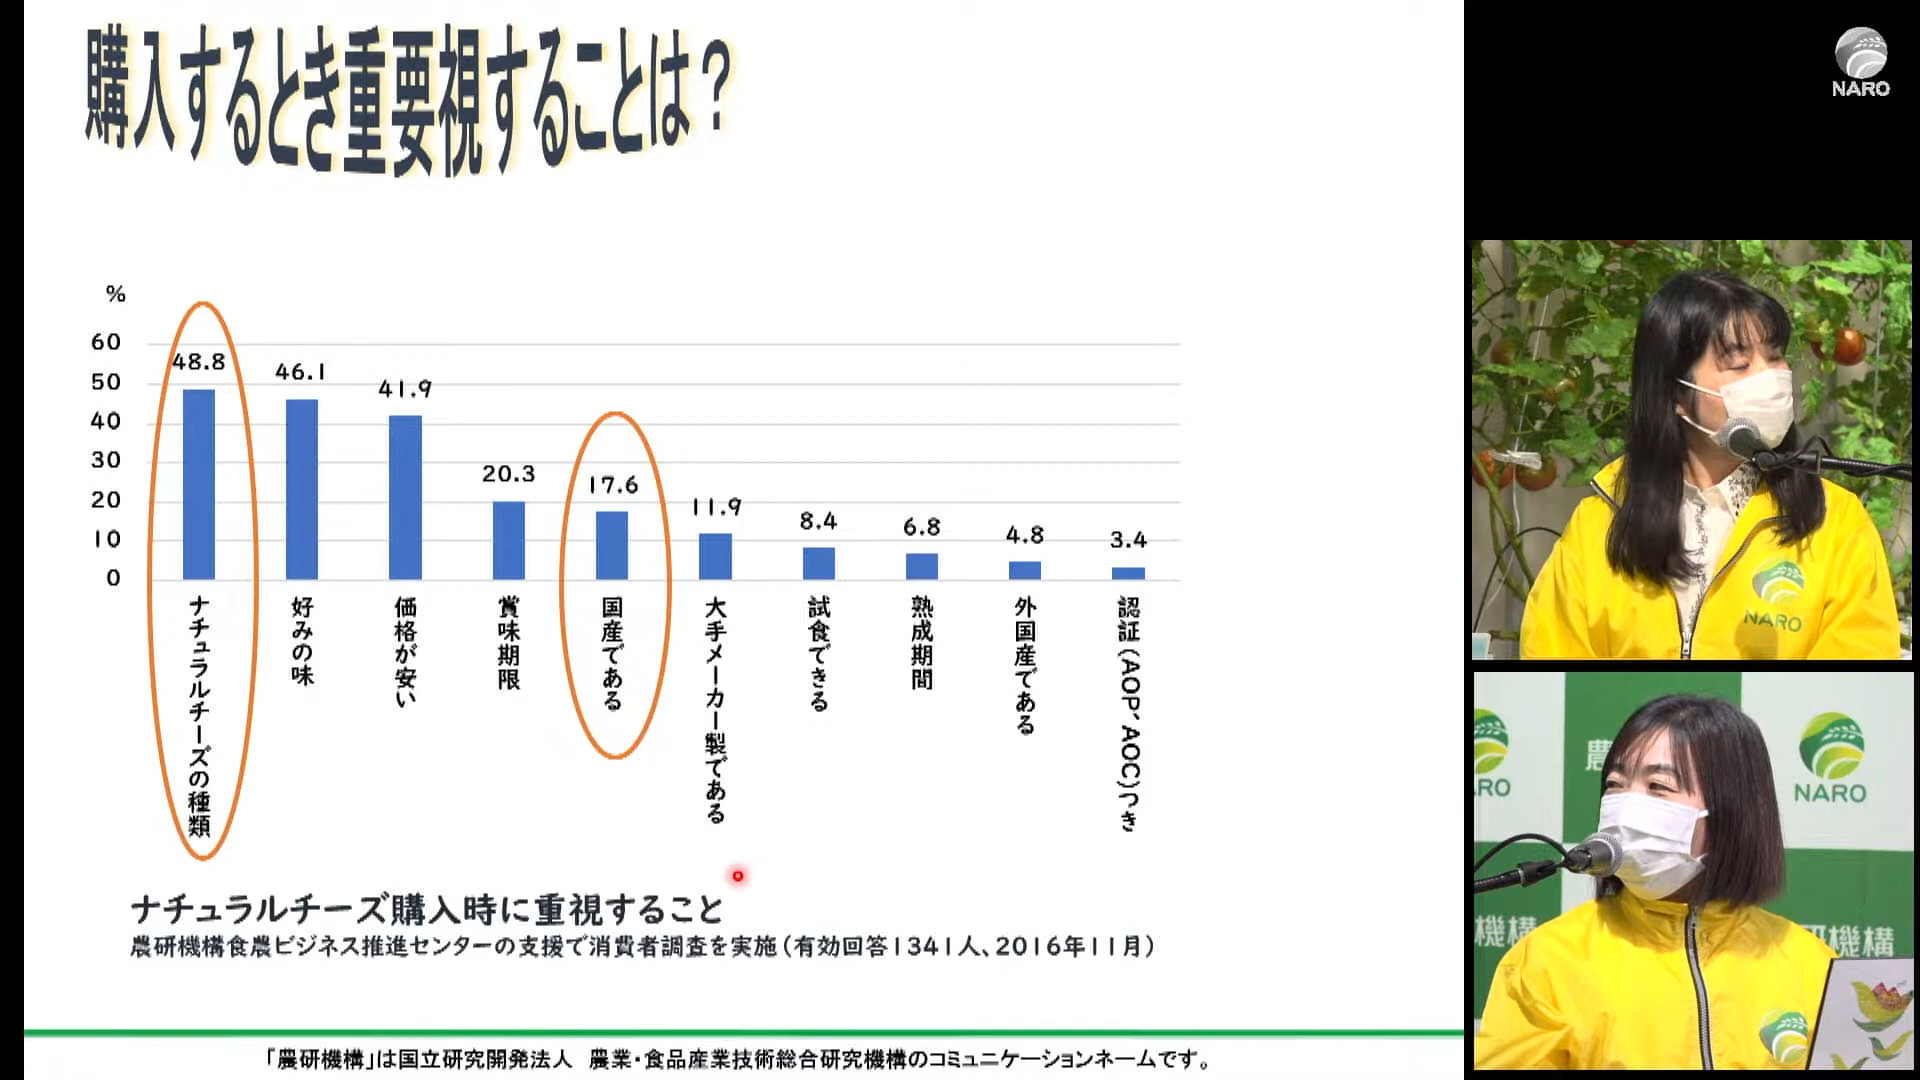 購入するとき重要視することは？
%
60
50
40
30
20
10
0
48.8
46.1
41.9
20.3
17.6
11.9
8.4
6.8
4.8
3.4
ナチュラルチーズの種類
好みの味
価格が安い
賞味期限
国産である
大手メーカー製である
試食できる
熟成期間
外国産である
認証(AOP、AOC)つき
ナチュラルチーズ購入時に重視すること
農研機構食農ビジネス推進センターの支援で消費者調査を実施（有効回答1341人、2016年11月）
「農研機構」は国立研究開発法人 農業・食品産業技術総合研究機構のコミュニケーションネームです。
NARO
NARO
RO
農
NARO
機構
研機構